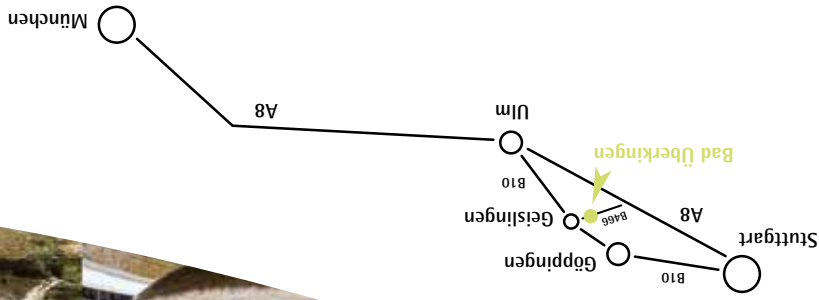 Stuttgart
B10
Göppingen
A8
Geislingen
B466
B10
Bad Überkingen
Ulm
A8
München